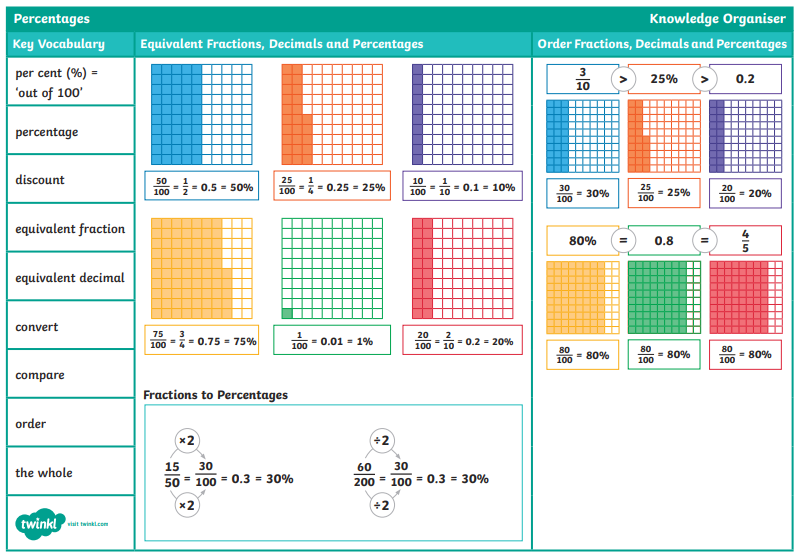 Percentages
Knowledge Organiser
Key Vocabulary
per cent (%) =
‘out of 100’
percentage
discount
equivalent fraction
equivalent decimal
convert
compare
order
the whole
twinkl
visit twinkl.com
Equivalent Fractions, Decimals and Percentages
50/100 = 1/2 = 0.5 = 50%
25/100 = 1/4 = 0.25 = 25%
10/100 = 1/10 = 0.1 = 10%
75/100 = 3/4 = 0.75 = 75%
1/100 = 0.01 = 1%
20/100 = 2/10 = 0.2 = 20%
Fractions to Percentages
×2
15/50 = 30/100 = 0.3 = 30%
×2
÷2
60/200 = 30/100 = 0.3 = 30%
÷2
Order Fractions, Decimals and Percentages
3/10 > 25% > 0.2
30/100 = 30%
25/100 = 25%
20/100 = 20%
80% = 0.8 = 4/5
80/100 = 80%
80/100 = 80%
80/100 = 80%